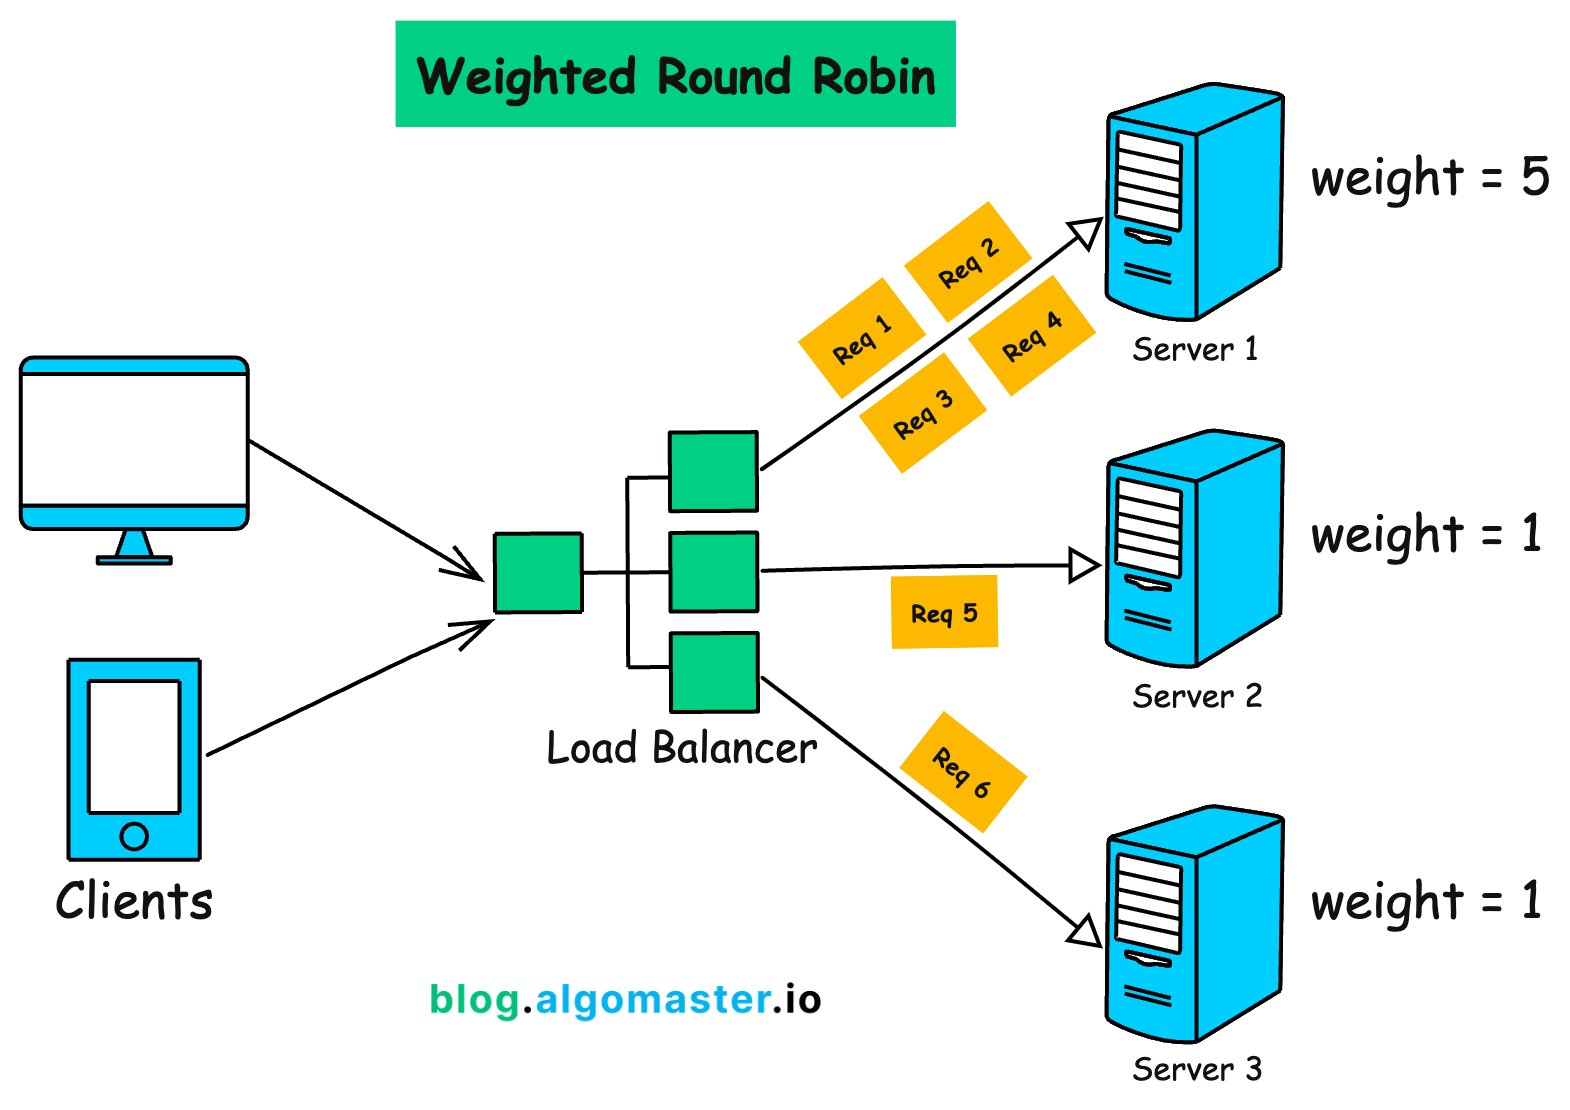 Weighted Round Robin
weight = 5
Req 2
Req 1
Req 4
Req 3
Server 1
weight = 1
Req 5
Server 2
Load Balancer
Req 6
Clients
weight = 1
blog.algomaster.io
Server 3